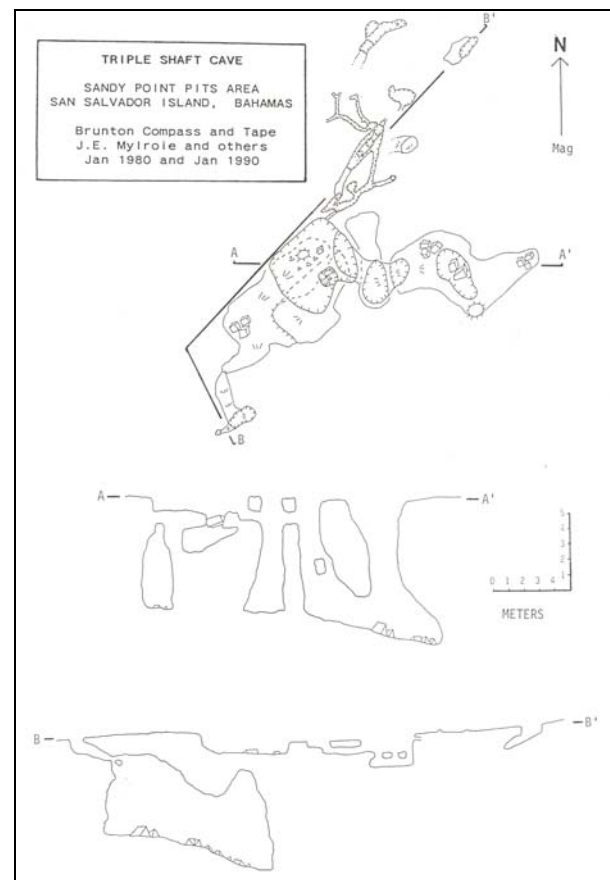 TRIPLE SHAFT CAVE
SANDY POINT PITS AREA
SAN SALVADOR ISLAND, BAHAMAS
Brunton Compass and Tape
J.E. Mylroie and others
Jan 1980 and Jan 1990
B'
N
Mag
A
A'
B
A
A'
5
4
3
2
1
0 1 2 3 4
METERS
B
B'